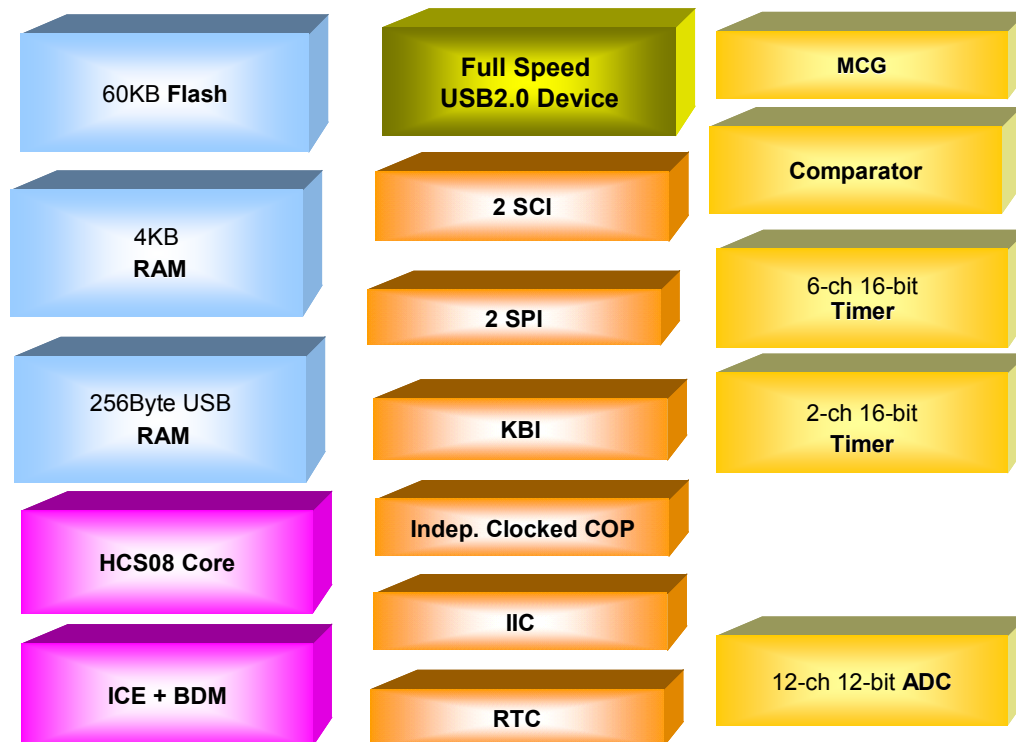 60KB Flash
4KB
RAM
256Byte USB
RAM
HCS08 Core
ICE + BDM
Full Speed
USB2.0 Device
2 SCI
2 SPI
KBI
Indep. Clocked COP
IIC
RTC
MCG
Comparator
6-ch 16-bit
Timer
2-ch 16-bit
Timer
12-ch 12-bit ADC